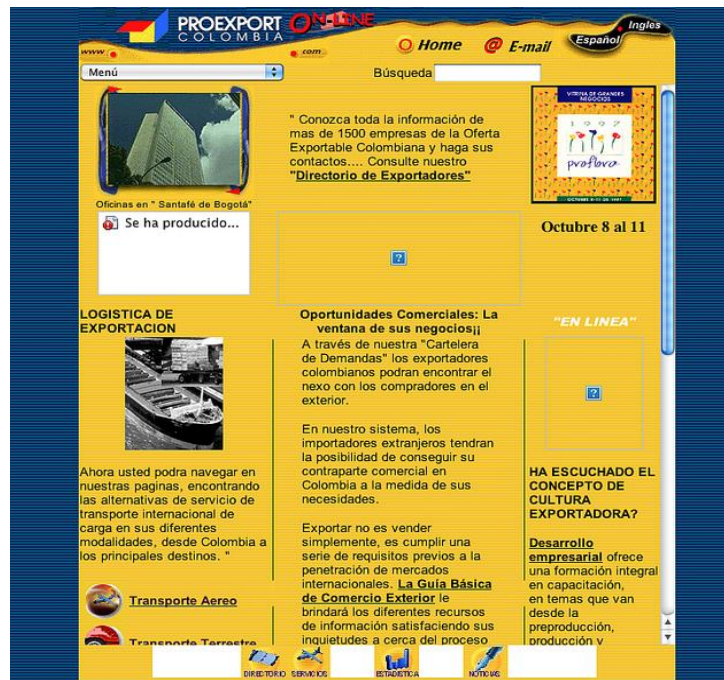 PROEXPORT
COLOMBIA
ON-LINE
www
.com
Home
@ E-mail
Español
Ingles
Menú
Búsqueda
Oficinas en " Santafé de Bogotá"
" Conozca toda la información de
mas de 1500 empresas de la Oferta
Exportable Colombiana y haga sus
contactos.... Consulte nuestro
"Directorio de Exportadores"
VITRINA DE GRANDES
NEGOCIOS
1997
proflora
OCTUBRE 8-11 DE 1997
Octubre 8 al 11
Se ha producido...
LOGISTICA DE
EXPORTACION
Ahora usted podra navegar en
nuestras paginas, encontrando
las alternativas de servicio de
transporte internacional de
carga en sus diferentes
modalidades, desde Colombia a
los principales destinos. "
Transporte Aereo
Transporte Terrestre
Oportunidades Comerciales: La
ventana de sus negocios¡¡
A través de nuestra "Cartelera
de Demandas" los exportadores
colombianos podran encontrar el
nexo con los compradores en el
exterior.
En nuestro sistema, los
importadores extranjeros tendran
la posibilidad de conseguir su
contraparte comercial en
Colombia a la medida de sus
necesidades.
Exportar no es vender
simplemente, es cumplir una
serie de requisitos previos a la
penetración de mercados
internacionales. La Guía Básica
de Comercio Exterior le
brindará los diferentes recursos
de información satisfaciendo sus
inquietudes a cerca del proceso
"EN LINEA"
HA ESCUCHADO EL
CONCEPTO DE
CULTURA
EXPORTADORA?
Desarrollo
empresarial ofrece
una formación integral
en capacitación,
en temas que van
desde la
preproducción,
producción y
DIRECTORIO
SERVICIOS
ESTADISTICA
NOTICIAS